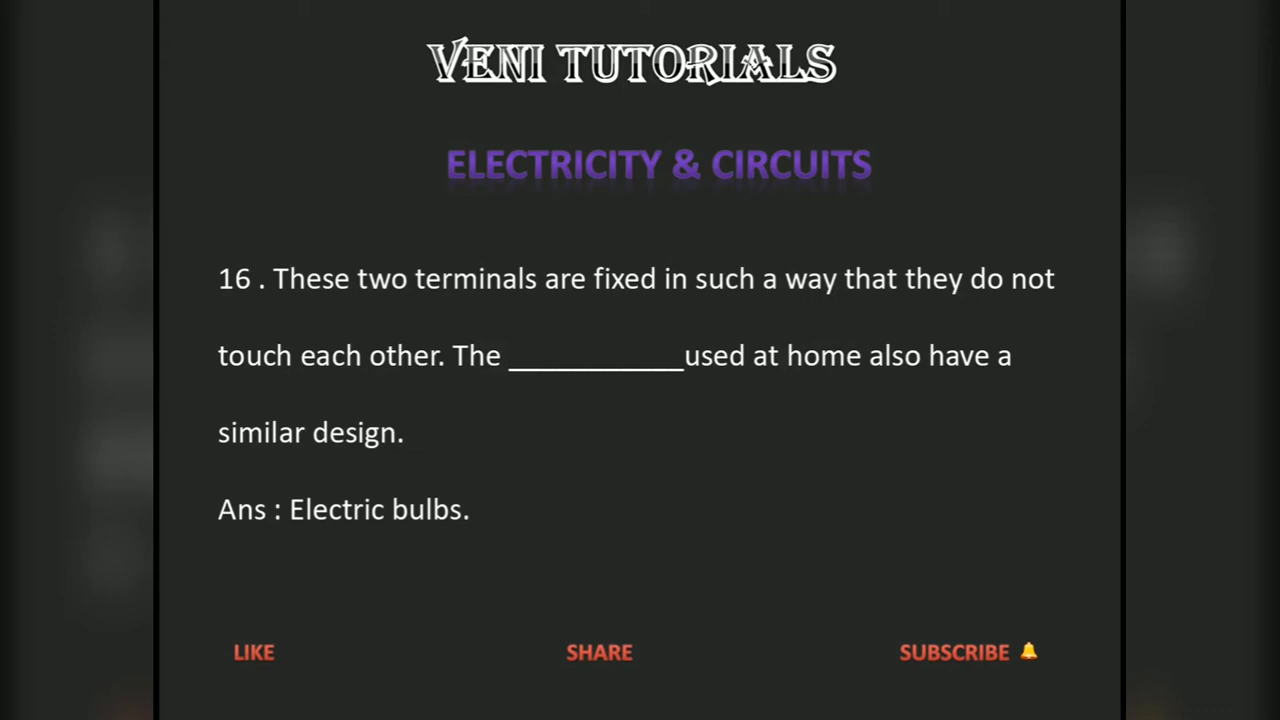 VENI TUTORIALS
ELECTRICITY & CIRCUITS
16 . These two terminals are fixed in such a way that they do not
touch each other. The ___________used at home also have a
similar design.
Ans : Electric bulbs.
LIKE SHARE SUBSCRIBE 🔔